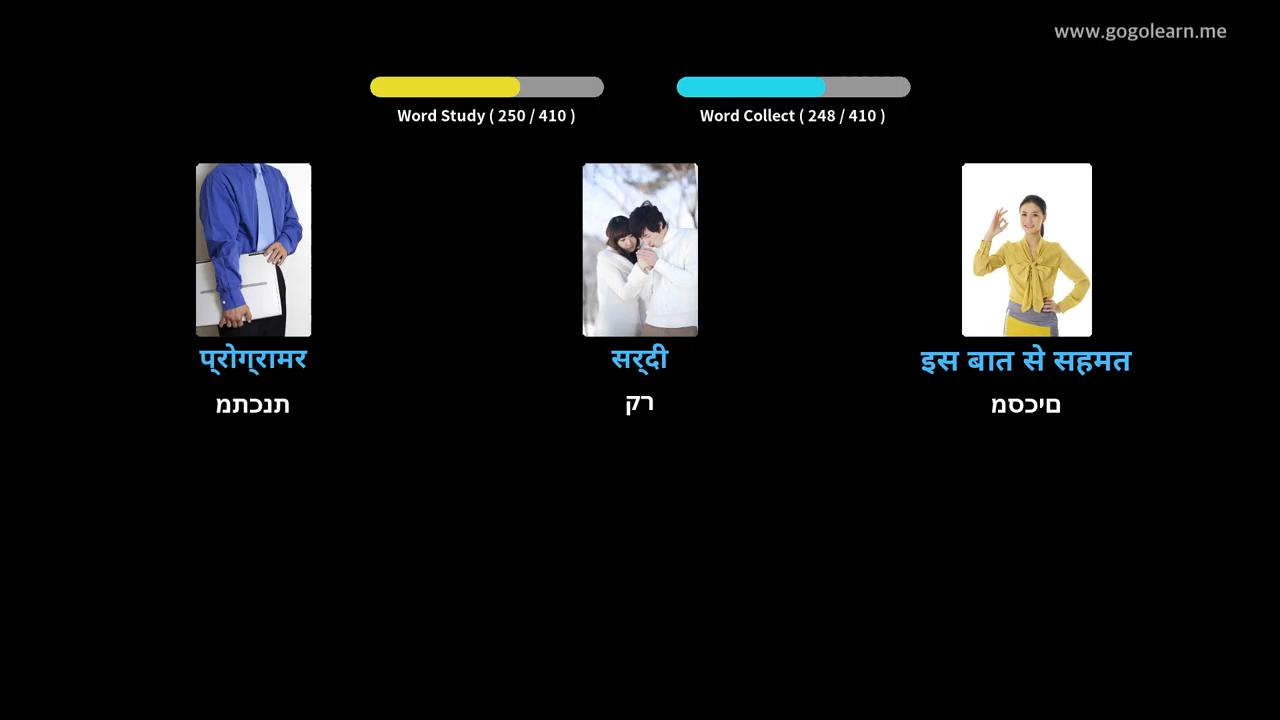 www.gogolearn.me
Word Study ( 250 / 410 )
Word Collect ( 248 / 410 )
प्रोग्रामर
सर्दी
इस बात से सहमत
תנכתמ
רק
םיכסמ